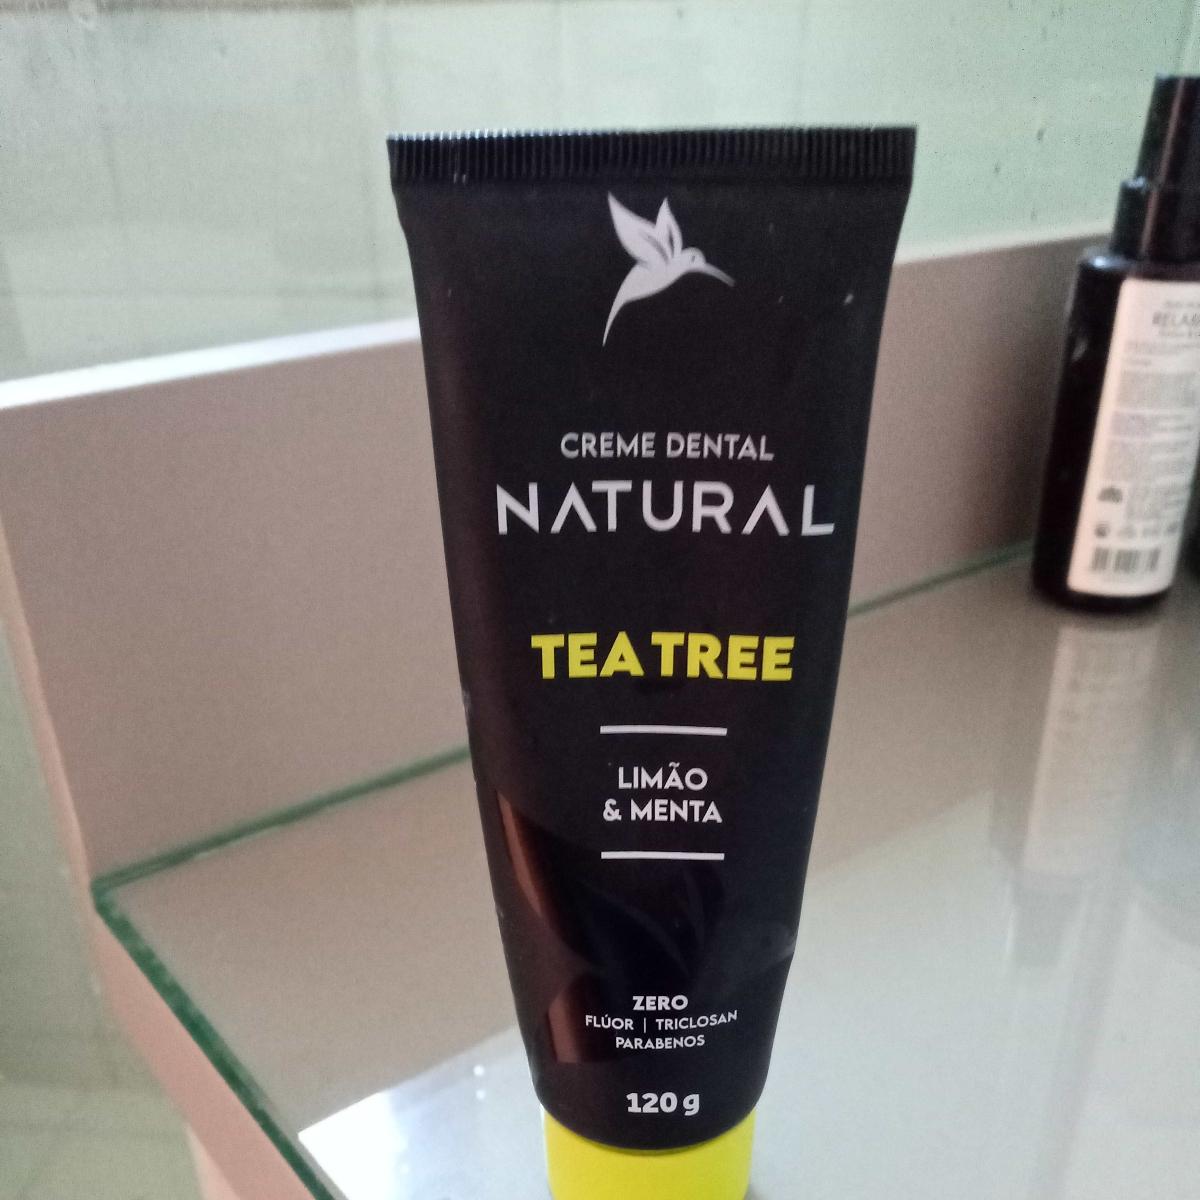 CREME DENTAL
NATURAL
TEA TREE
LIMÃO
& MENTA
ZERO
FLÚOR | TRICLOSAN
PARABENOS
120 g